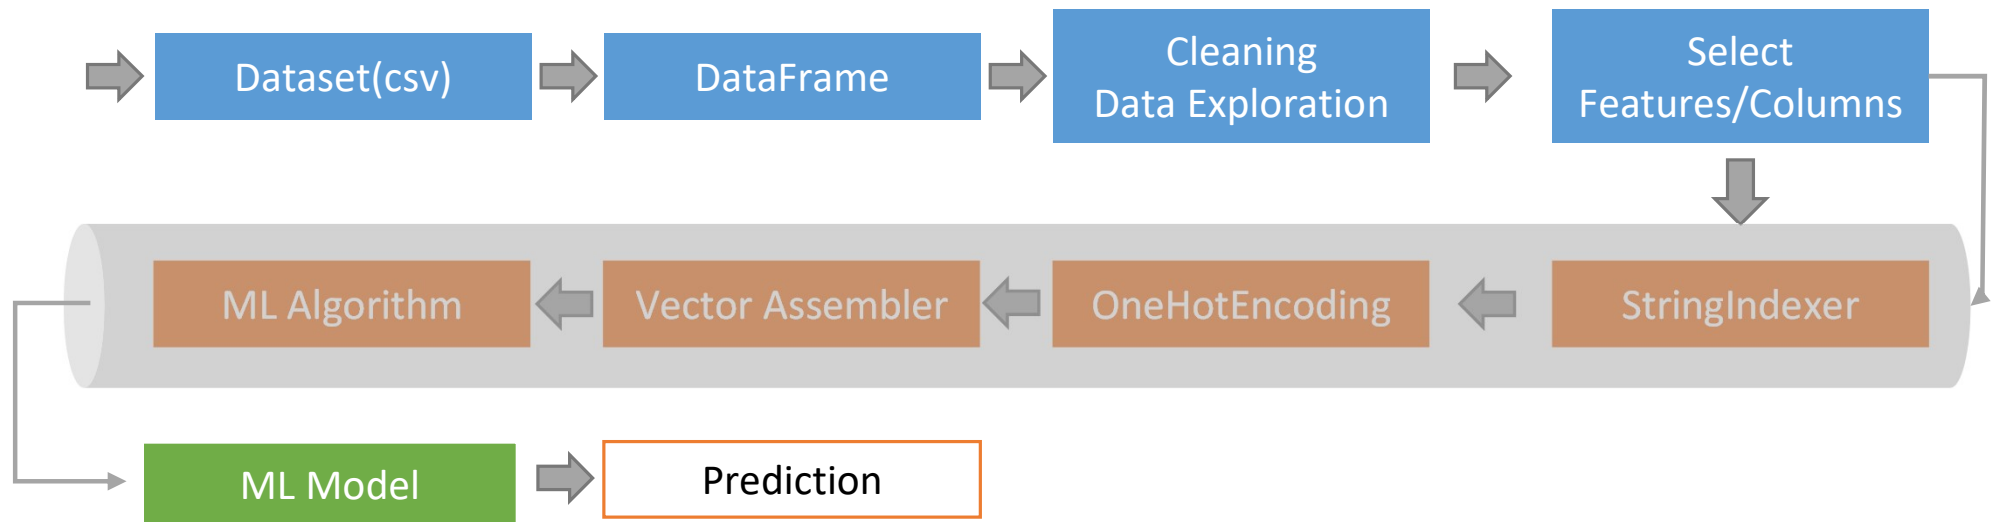 Dataset(csv)
DataFrame
Cleaning
Data Exploration
Select
Features/Columns
ML Algorithm
Vector Assembler
OneHotEncoding
StringIndexer
ML Model
Prediction